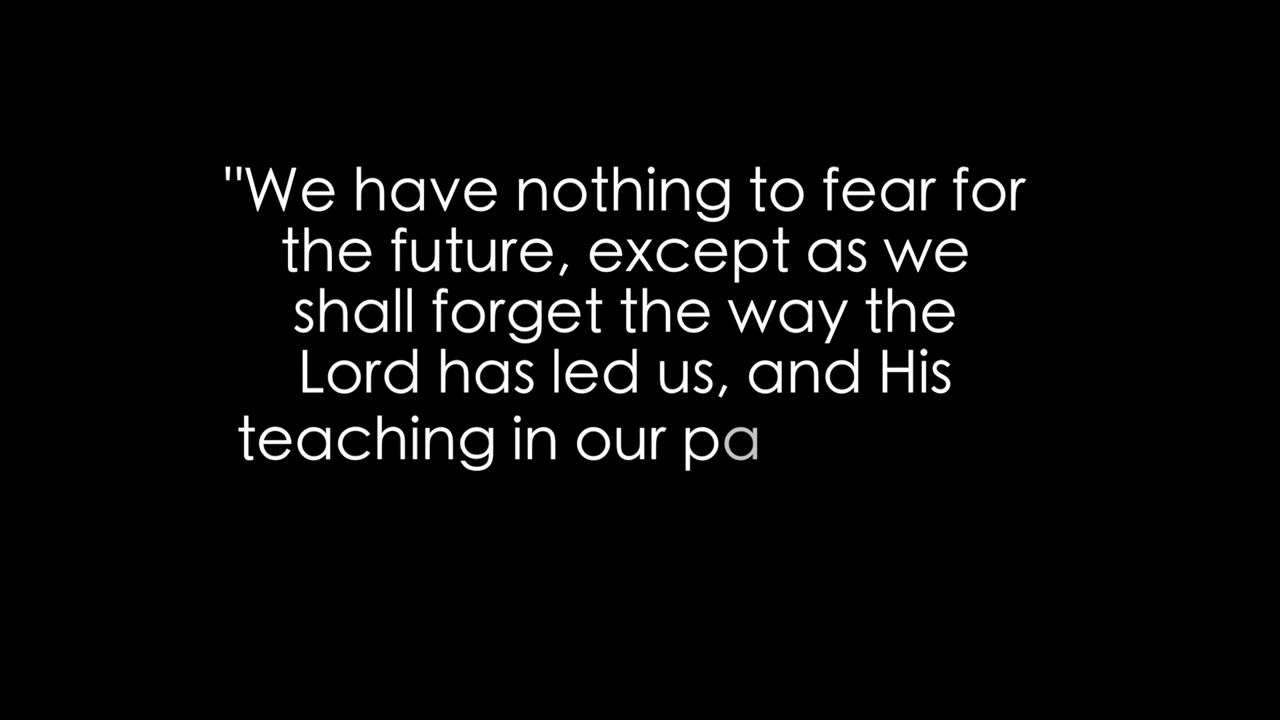 "We have nothing to fear for
the future, except as we
shall forget the way the
Lord has led us, and His
teaching in our pa